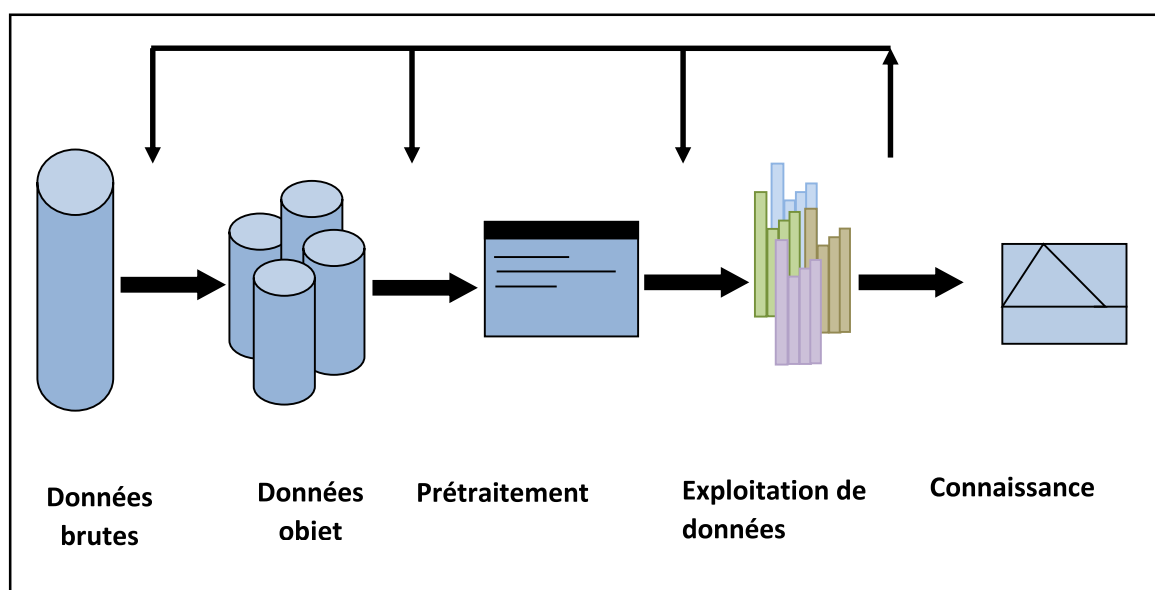 Données
brutes
Données
obiet
Prétraitement
Exploitation de
données
Connaissance